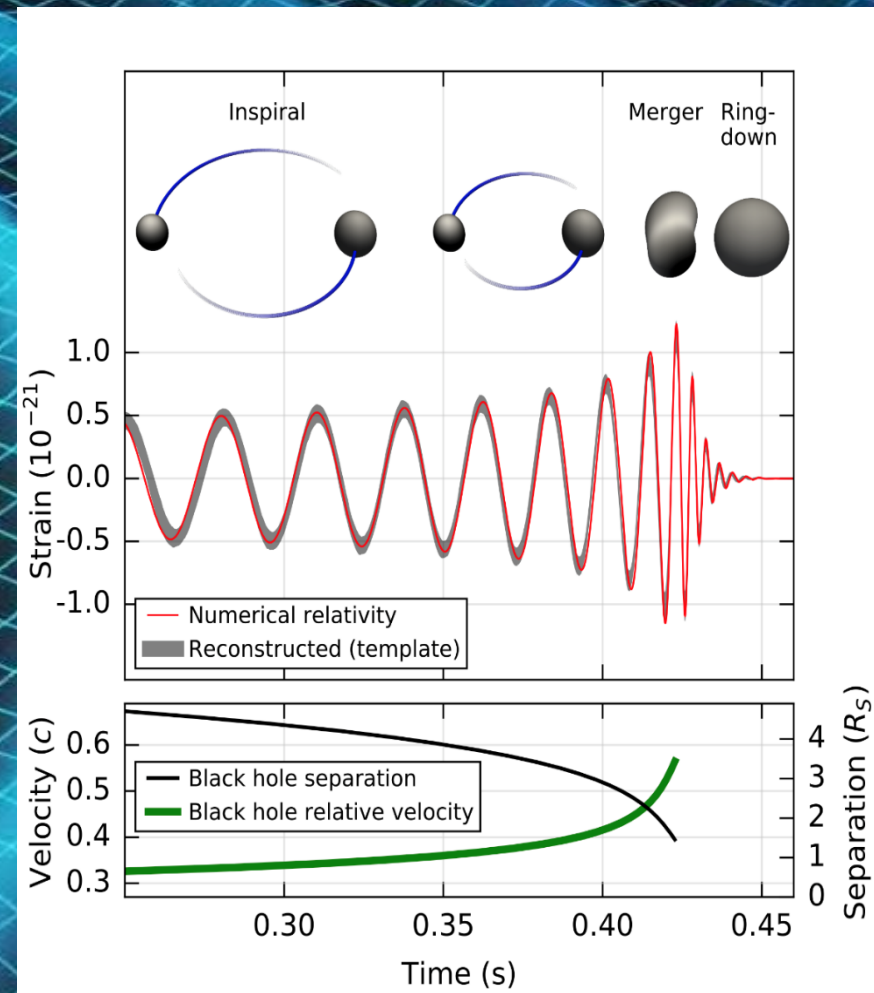 Inspiral
Merger
Ring-
down
Strain (10⁻²¹)
1.0
0.5
0.0
-0.5
-1.0
Numerical relativity
Reconstructed (template)
Velocity (c)
0.6
0.5
0.4
0.3
Black hole separation
Black hole relative velocity
4
3
2
1
0
Separation (R_S)
0.30
0.35
0.40
0.45
Time (s)